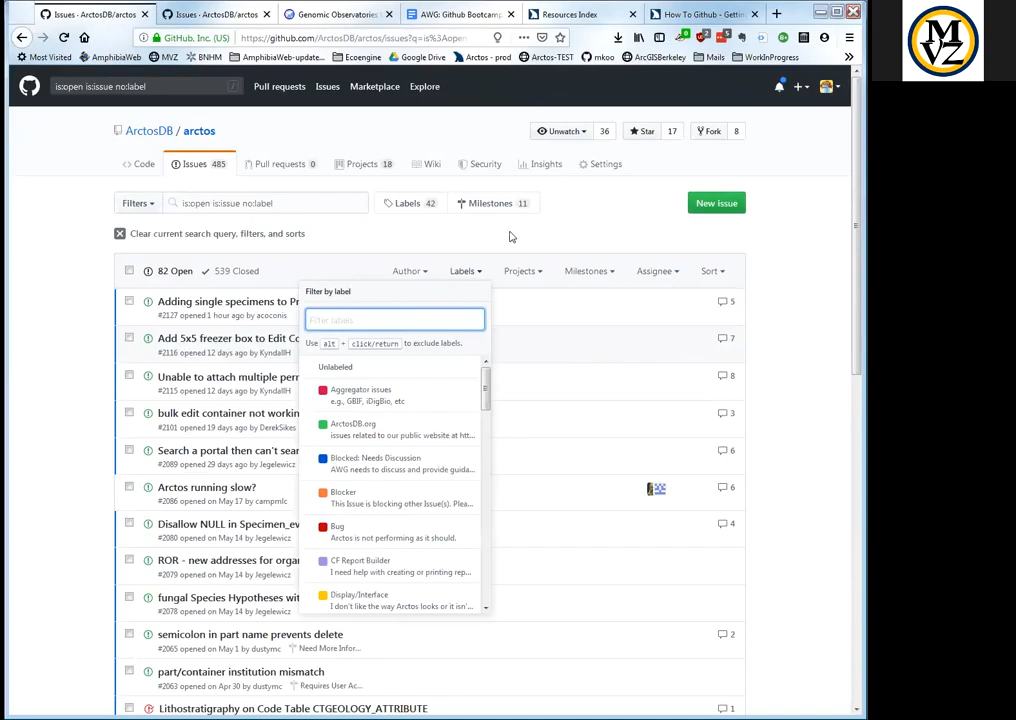 Issues · ArctosDB/arctos
Issues · ArctosDB/arctos
Genomic Observatories
AWG: Github Bootcamp
Resources Index
How To Github - Getti
GitHub, Inc. (US)
https://github.com/ArctosDB/arctos/issues?q=is%3Aopen
Most Visited
AmphibiaWeb
MVZ
BNHM
AmphibiaWeb-update...
Ecoengine
Google Drive
Arctos - prod
Arctos-TEST
mkoo
ArcGISBerkeley
Mails
WorkInProgress
MVZ
is:open is:issue no:label
/
Pull requests
Issues
Marketplace
Explore
ArctosDB / arctos
Unwatch 36
Star 17
Fork 8
Code
Issues 485
Pull requests 0
Projects 18
Wiki
Security
Insights
Settings
Filters
is:open is:issue no:label
Labels 42
Milestones 11
New issue
Clear current search query, filters, and sorts
82 Open
539 Closed
Author
Labels
Projects
Milestones
Assignee
Sort
Filter by label
Filter labels
Use alt + click/return to exclude labels.
Unlabeled
Aggregator issues
e.g., GBIF, iDigBio, etc
ArctosDB.org
issues related to our public website at htt...
Blocked: Needs Discussion
AWG needs to discuss and provide guida...
Blocker
This Issue is blocking other Issue(s). Plea...
Bug
Arctos is not performing as it should.
CF Report Builder
I need help with creating or printing rep...
Display/Interface
I don't like the way Arctos looks or it isn'...
Adding single specimens to Pr
#2127 opened 1 hour ago by acoconis
5
Add 5x5 freezer box to Edit Co
#2116 opened 12 days ago by KyndallH
7
Unable to attach multiple perm
#2115 opened 12 days ago by KyndallH
8
bulk edit container not workin
#2101 opened 19 days ago by DerekSikes
3
Search a portal then can't sear
#2089 opened 29 days ago by Jegelewicz
6
Arctos running slow?
#2086 opened on May 17 by campmlc
6
Disallow NULL in Specimen_ev
#2080 opened on May 14 by Jegelewicz
4
ROR - new addresses for organ
#2079 opened on May 14 by Jegelewicz
fungal Species Hypotheses wit
#2078 opened on May 14 by Jegelewicz
semicolon in part name prevents delete
#2065 opened on May 1 by dustymc
Need More Infor...
2
part/container institution mismatch
#2063 opened on Apr 30 by dustymc
Requires User Ac...
Lithostratigraphy on Code Table CTGEOLOGY_ATTRIBUTE
1